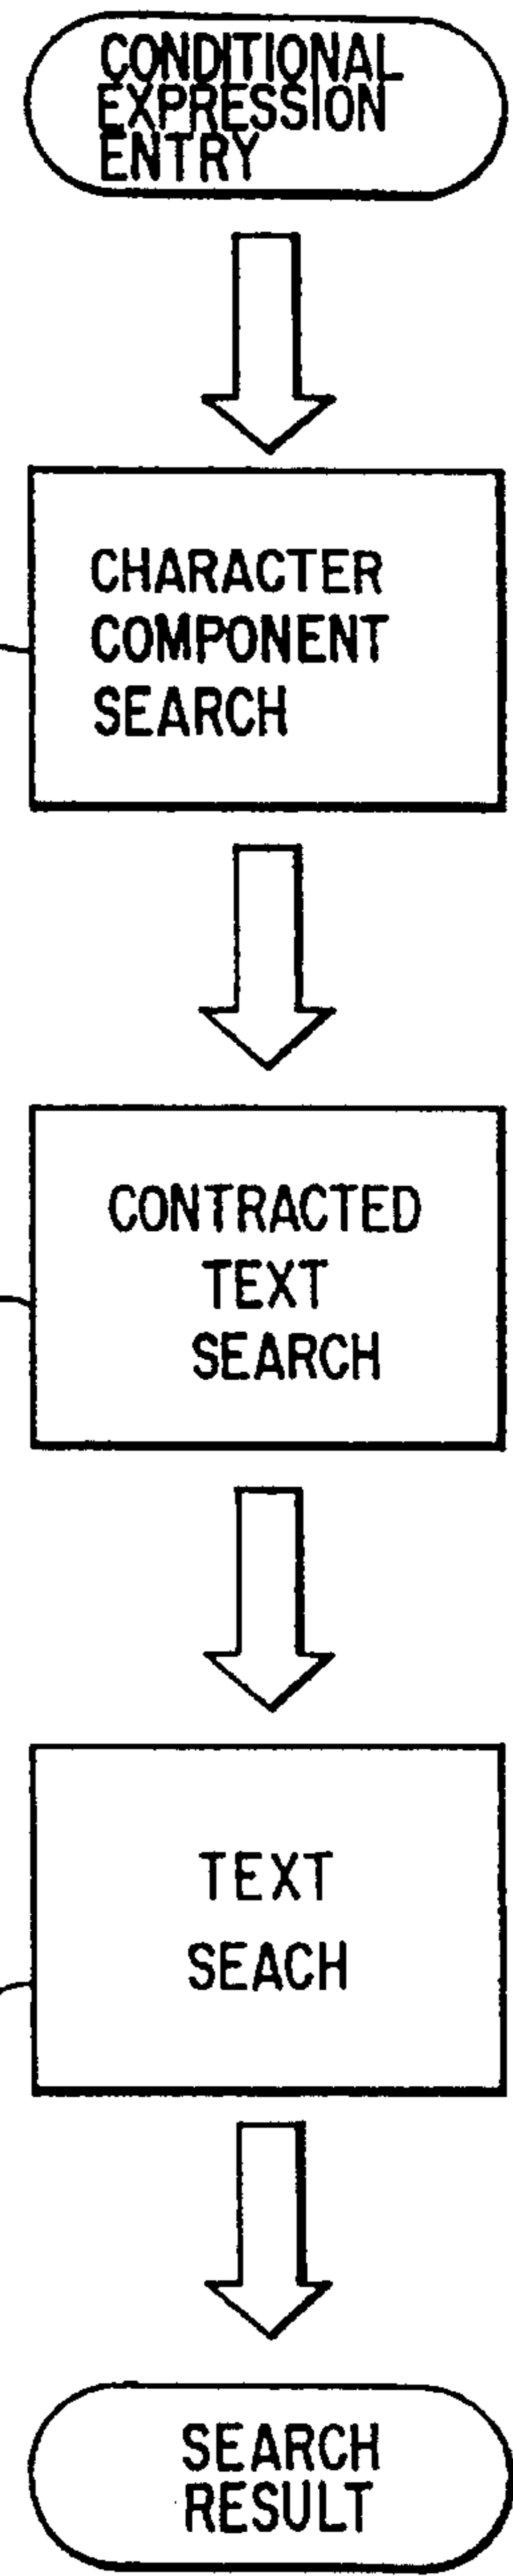 CONDITIONAL
EXPRESSION
ENTRY
CHARACTER
COMPONENT
SEARCH
CONTRACTED
TEXT
SEARCH
TEXT
SEACH
SEARCH
RESULT